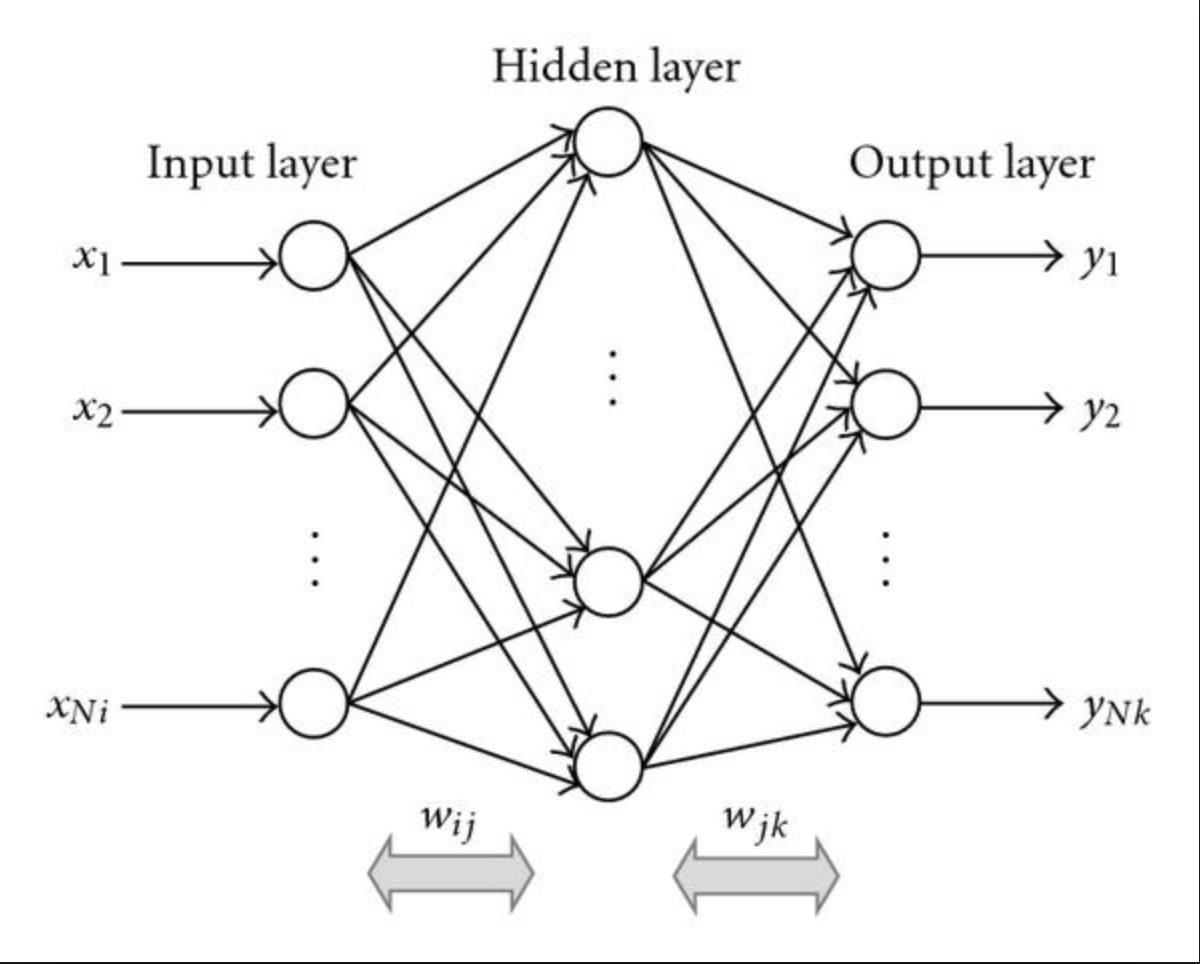 Hidden layer
Input layer
Output layer
x1
y1
x2
y2
⋮
⋮
⋮
xNi
yNk
wij
wjk